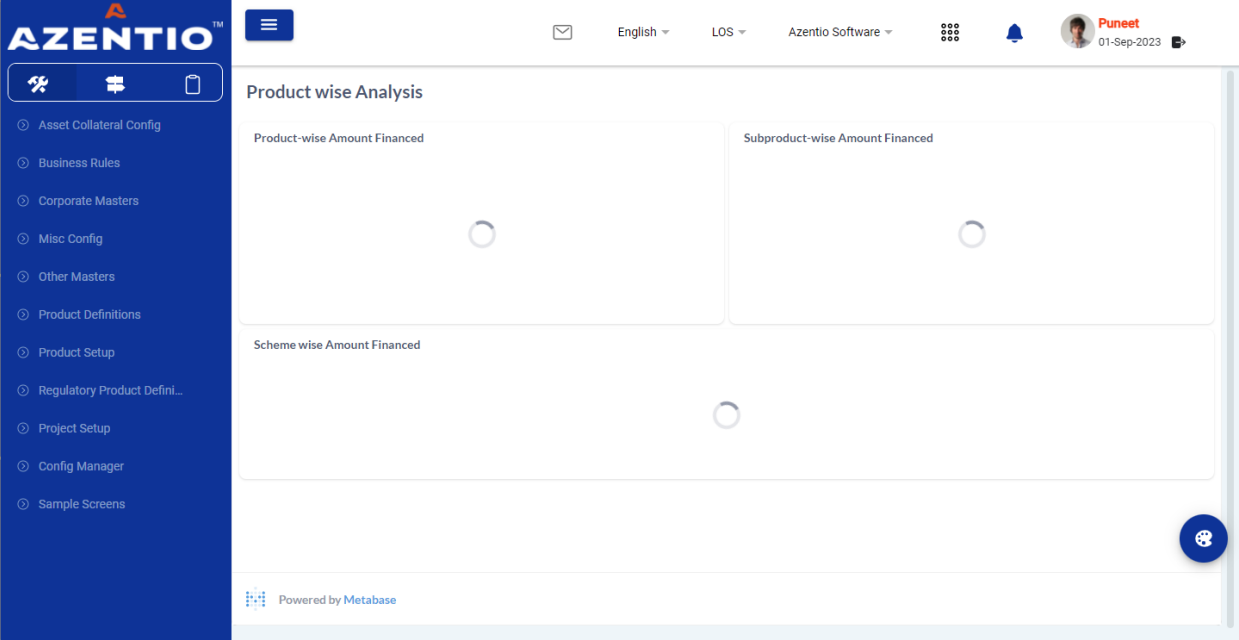 AZENTIO™
English
LOS
Azentio Software
Puneet
01-Sep-2023
Asset Collateral Config
Business Rules
Corporate Masters
Misc Config
Other Masters
Product Definitions
Product Setup
Regulatory Product Defini...
Project Setup
Config Manager
Sample Screens
Product wise Analysis
Product-wise Amount Financed
Subproduct-wise Amount Financed
Scheme wise Amount Financed
Powered by Metabase